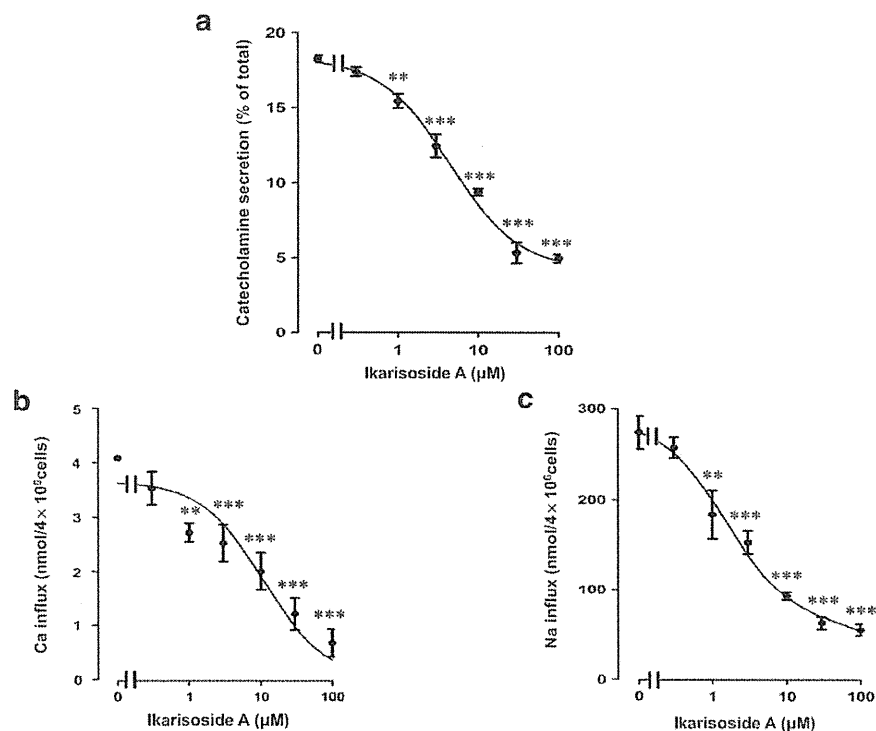 a
Catecholamine secretion (% of total)
20
15
10
5
0
**
***
***
***
***
0 1 10 100
Ikarisoside A (µM)
b
Ca influx (nmol/4 × 10⁶cells)
5
4
3
2
1
0
**
***
***
***
***
0 1 10 100
Ikarisoside A (µM)
c
Na influx (nmol/4 × 10⁶cells)
300
200
100
0
**
***
***
***
***
0 1 10 100
Ikarisoside A (µM)